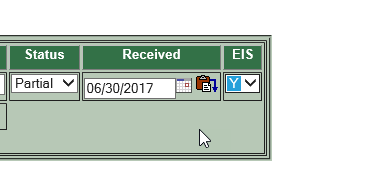 Status Received EIS
Partial 06/30/2017 Y